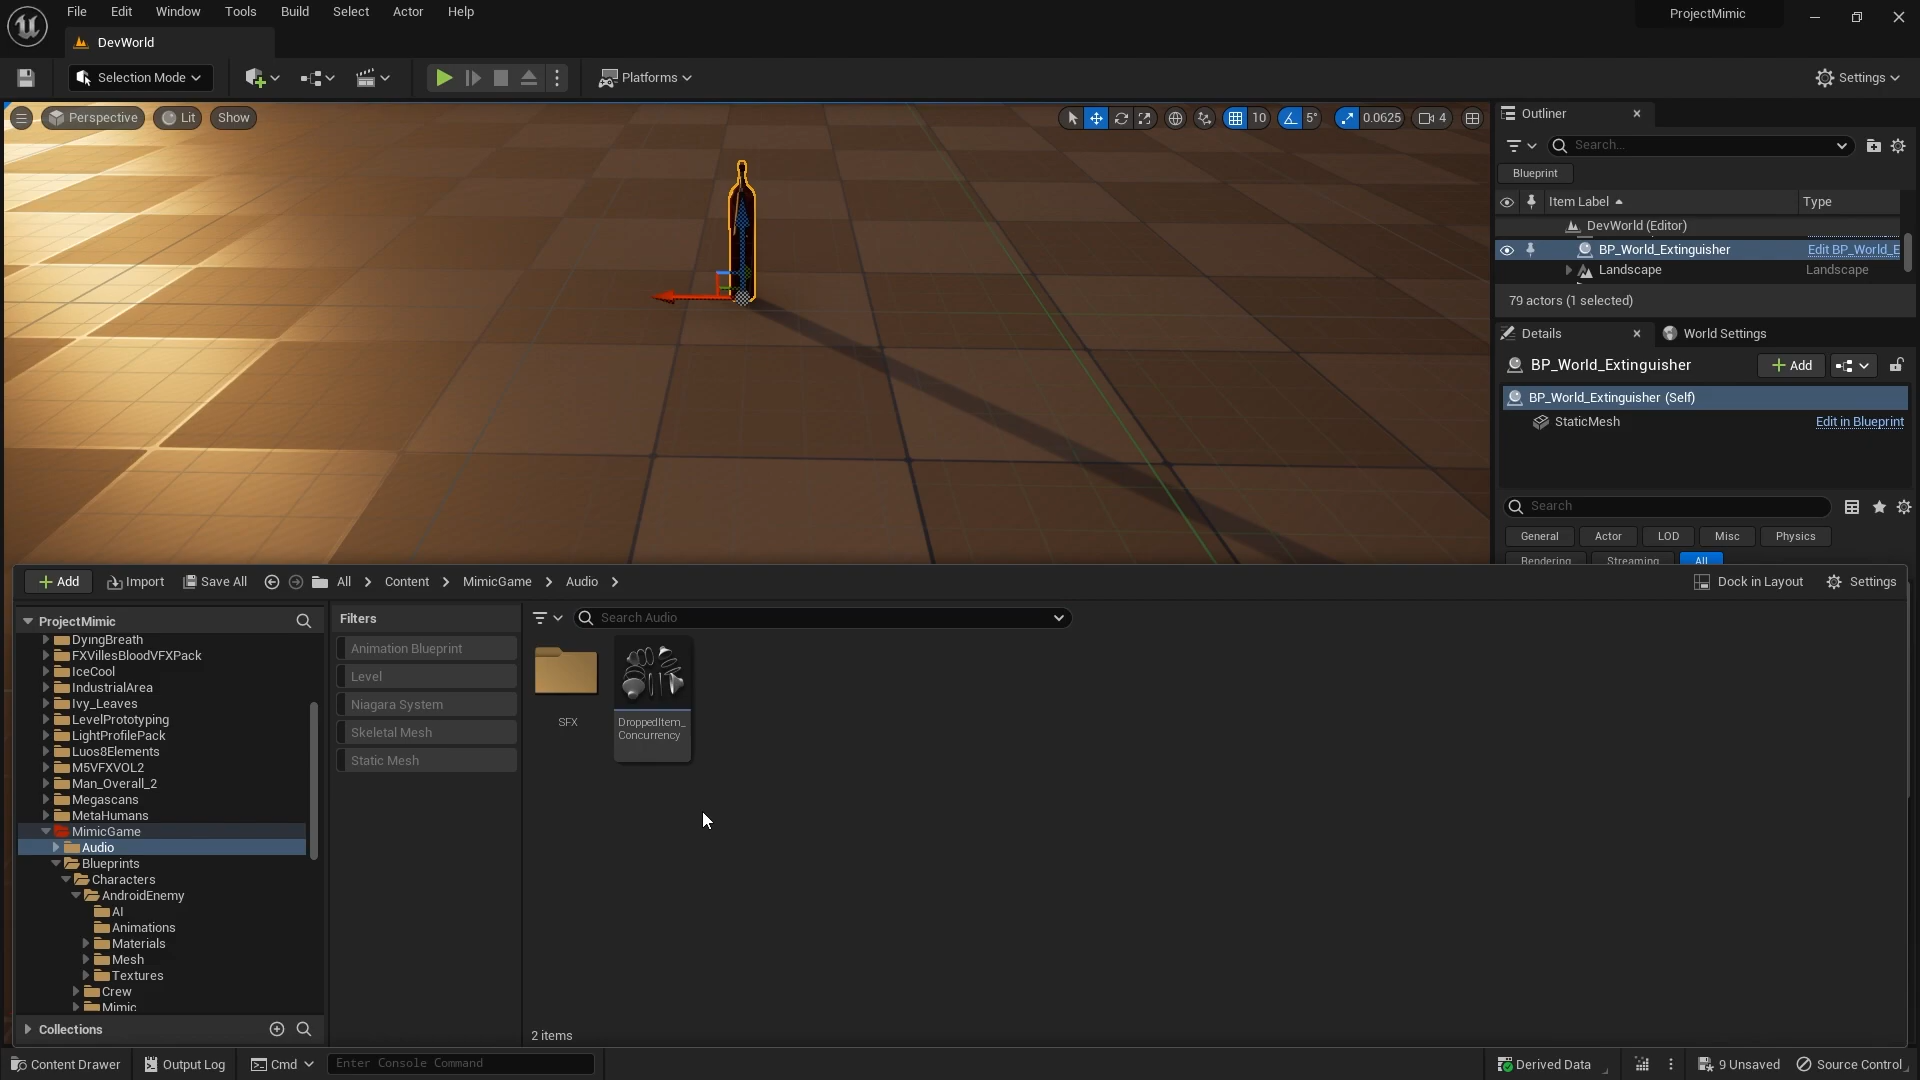 File Edit Window Tools Build Select Actor Help
ProjectMimic
DevWorld
Selection Mode
Platforms
Settings
Perspective
Lit
Show
10
5°
0.0625
4
Outliner
Search...
Blueprint
Item Label
Type
DevWorld (Editor)
BP_World_Extinguisher
Edit BP_World_E
Landscape
Landscape
79 actors (1 selected)
Details
World Settings
BP_World_Extinguisher
Add
BP_World_Extinguisher (Self)
StaticMesh
Edit in Blueprint
Search
General
Actor
LOD
Misc
Physics
Rendering
Streaming
All
Add
Import
Save All
All
Content
MimicGame
Audio
Dock in Layout
Settings
ProjectMimic
DyingBreath
FXVillesBloodVFXPack
IceCool
IndustrialArea
Ivy_Leaves
LevelPrototyping
LightProfilePack
Luos8Elements
M5VFXVOL2
Man_Overall_2
Megascans
MetaHumans
MimicGame
Audio
Blueprints
Characters
AndroidEnemy
AI
Animations
Materials
Mesh
Textures
Crew
Mimic
Collections
Filters
Animation Blueprint
Level
Niagara System
Skeletal Mesh
Static Mesh
Search Audio
SFX
DroppedItem_
Concurrency
2 items
Content Drawer
Output Log
Cmd
Enter Console Command
Derived Data
9 Unsaved
Source Control